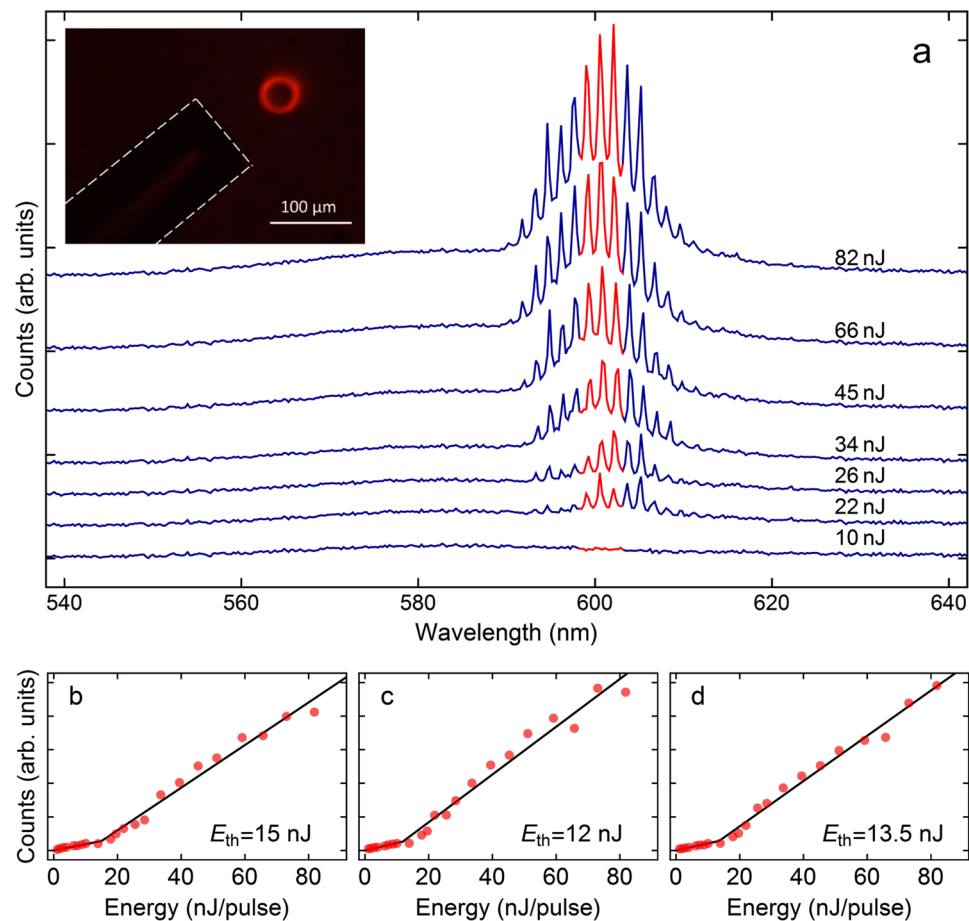 a
100 μm
82 nJ
66 nJ
45 nJ
34 nJ
26 nJ
22 nJ
10 nJ
Counts (arb. units)
540 560 580 600 620 640
Wavelength (nm)
b c d
Counts (arb. units)
E_th=15 nJ E_th=12 nJ E_th=13.5 nJ
0 20 40 60 80 0 20 40 60 80 0 20 40 60 80
Energy (nJ/pulse) Energy (nJ/pulse) Energy (nJ/pulse)